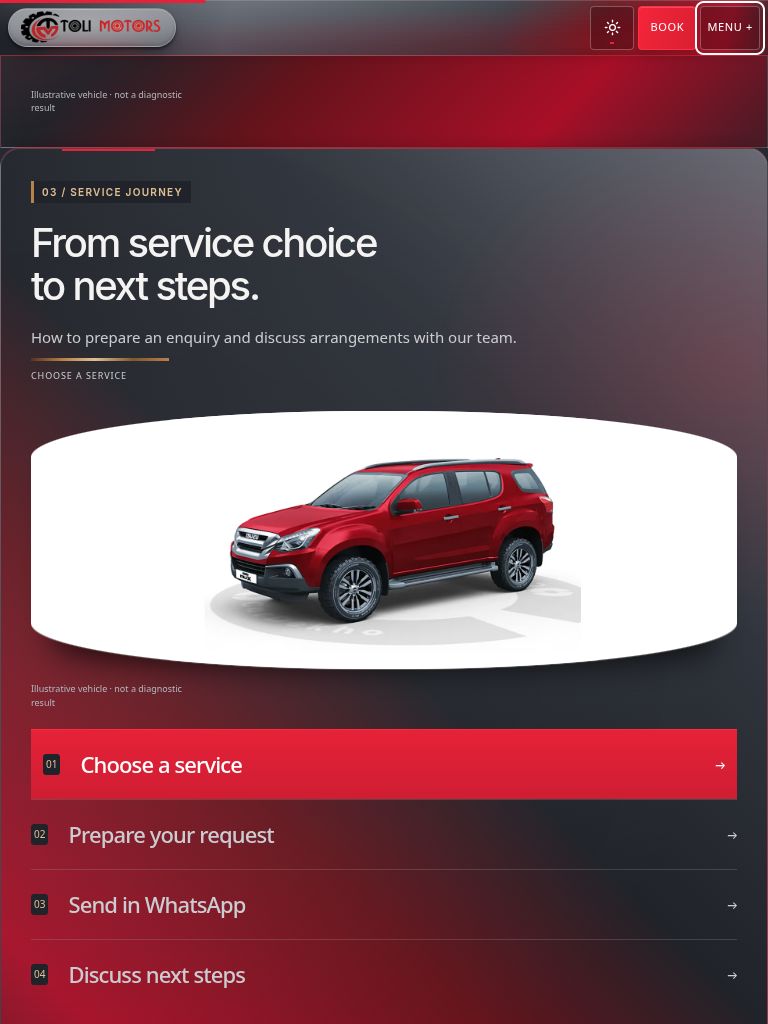 TOLI MOTORS
BOOK
MENU +
Illustrative vehicle · not a diagnostic
result
03 / SERVICE JOURNEY
From service choice
to next steps.
How to prepare an enquiry and discuss arrangements with our team.
CHOOSE A SERVICE
ISUZU
Illustrative vehicle · not a diagnostic
result
01 Choose a service →
02 Prepare your request →
03 Send in WhatsApp →
04 Discuss next steps →